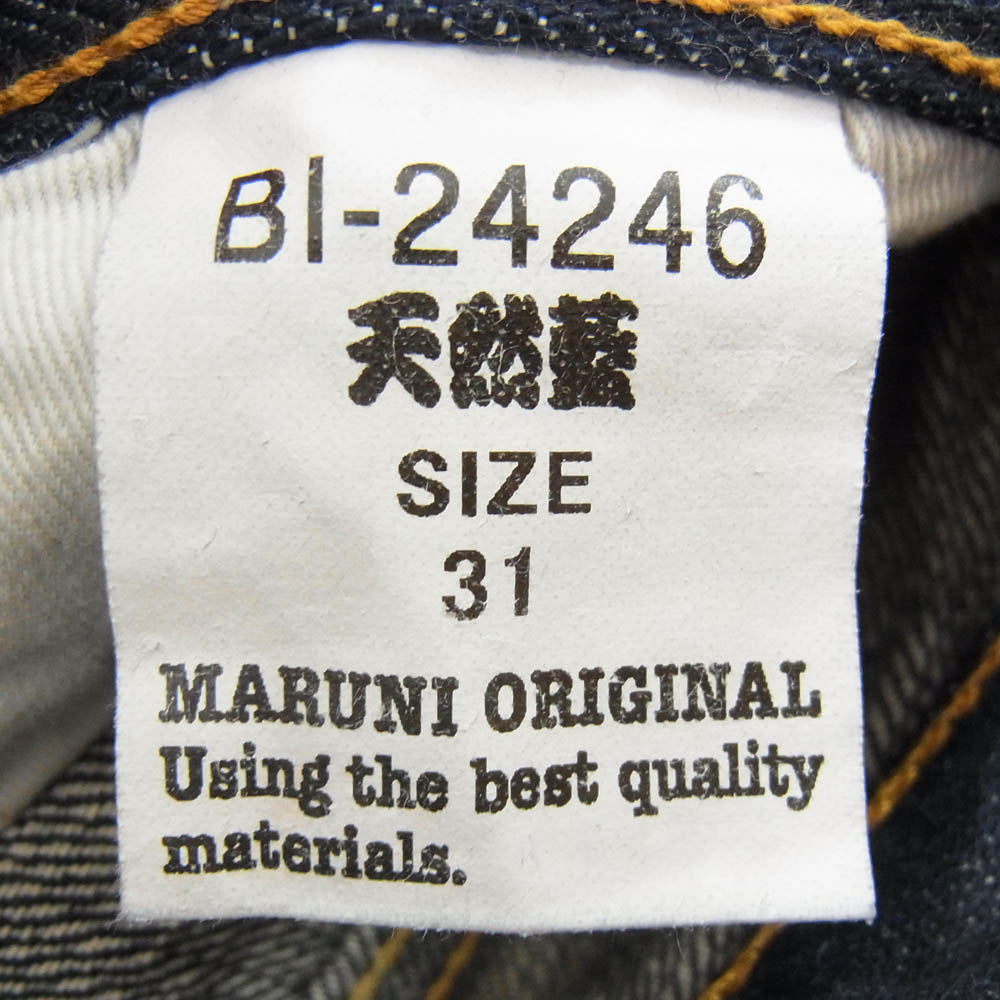 BI-24246
天然藍
SIZE
31
MARUNI ORIGINAL
Using the best quality
materials.